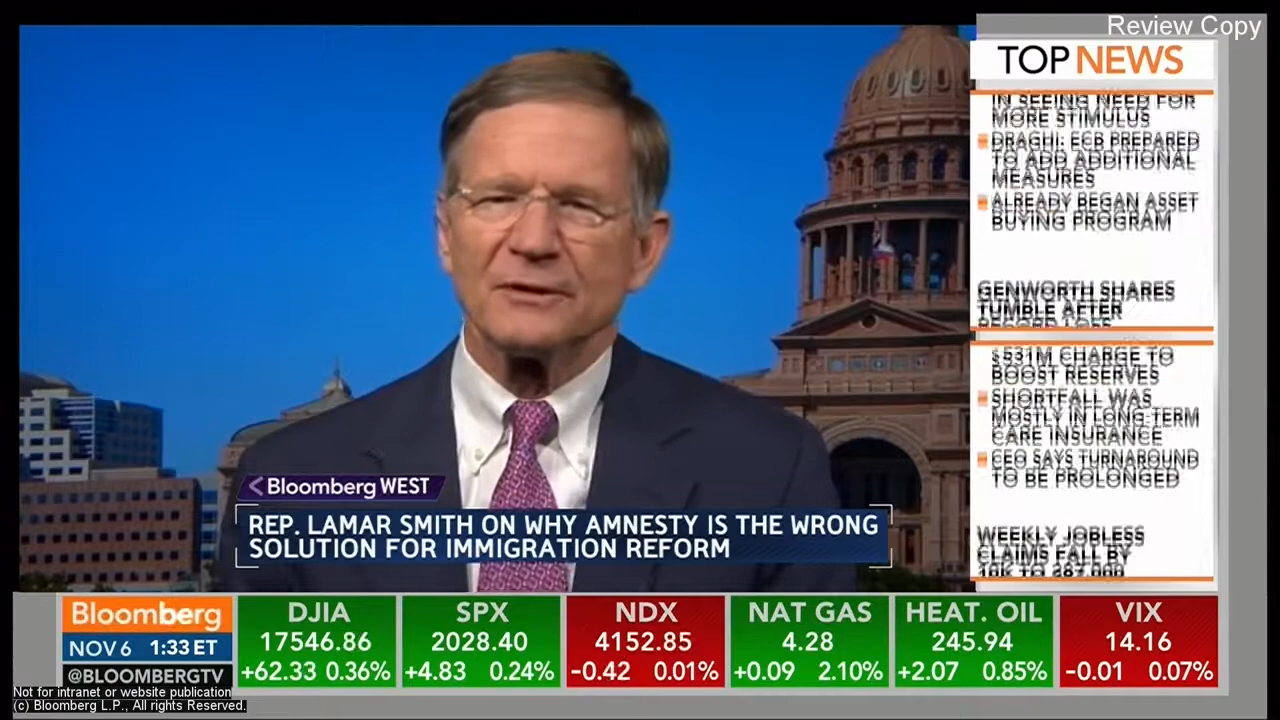 Review Copy
TOP NEWS
IN SEEING NEED FOR
MORE STIMULUS
DRAGHI: ECB PREPARED
TO ADD ADDITIONAL
MEASURES
ALREADY BEGAN ASSET
BUYING PROGRAM
GENWORTH SHARES
TUMBLE AFTER
RECORD LOSS
$531M CHARGE TO
BOOST RESERVES
SHORTFALL WAS
MOSTLY IN LONG-TERM
CARE INSURANCE
CEO SAYS TURNAROUND
TO BE PROLONGED
WEEKLY JOBLESS
CLAIMS FALL BY
10K TO 287,000
<Bloomberg WEST
REP. LAMAR SMITH ON WHY AMNESTY IS THE WRONG
SOLUTION FOR IMMIGRATION REFORM
Bloomberg
NOV 6 1:33 ET
@BLOOMBERGTV
DJIA
17546.86
+62.33 0.36%
SPX
2028.40
+4.83 0.24%
NDX
4152.85
-0.42 0.01%
NAT GAS
4.28
+0.09 2.10%
HEAT. OIL
245.94
+2.07 0.85%
VIX
14.16
-0.01 0.07%
Not for intranet or website publication
(c) Bloomberg L.P., All rights Reserved.